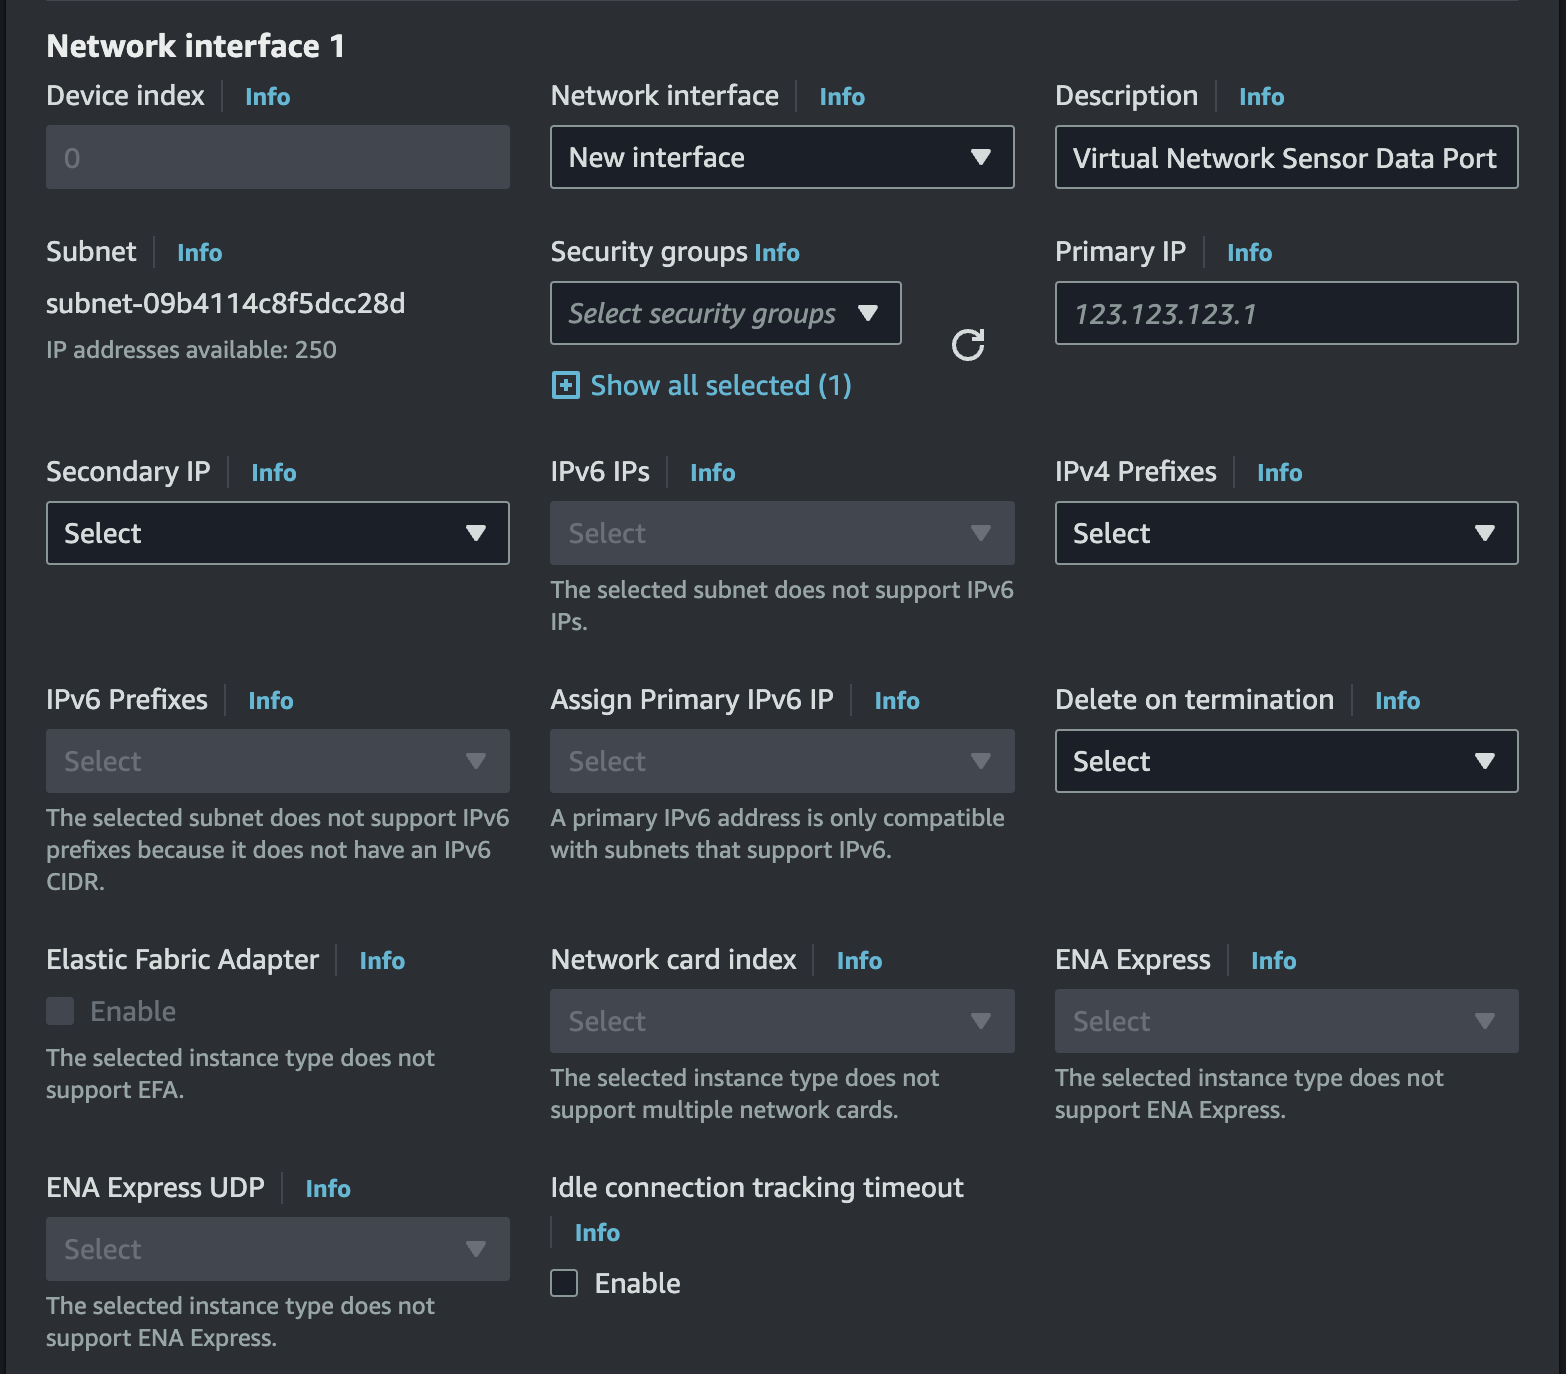 Network interface 1
Device index Info
0
Network interface Info
New interface
Description Info
Virtual Network Sensor Data Port
Subnet Info
subnet-09b4114c8f5dcc28d
IP addresses available: 250
Security groups Info
Select security groups
Show all selected (1)
Primary IP Info
123.123.123.1
Secondary IP Info
Select
IPv6 IPs Info
Select
The selected subnet does not support IPv6
IPs.
IPv4 Prefixes Info
Select
IPv6 Prefixes Info
Select
The selected subnet does not support IPv6
prefixes because it does not have an IPv6
CIDR.
Assign Primary IPv6 IP Info
Select
A primary IPv6 address is only compatible
with subnets that support IPv6.
Delete on termination Info
Select
Elastic Fabric Adapter Info
Enable
The selected instance type does not
support EFA.
Network card index Info
Select
The selected instance type does not
support multiple network cards.
ENA Express Info
Select
The selected instance type does not
support ENA Express.
ENA Express UDP Info
Select
The selected instance type does not
support ENA Express.
Idle connection tracking timeout
Info
Enable